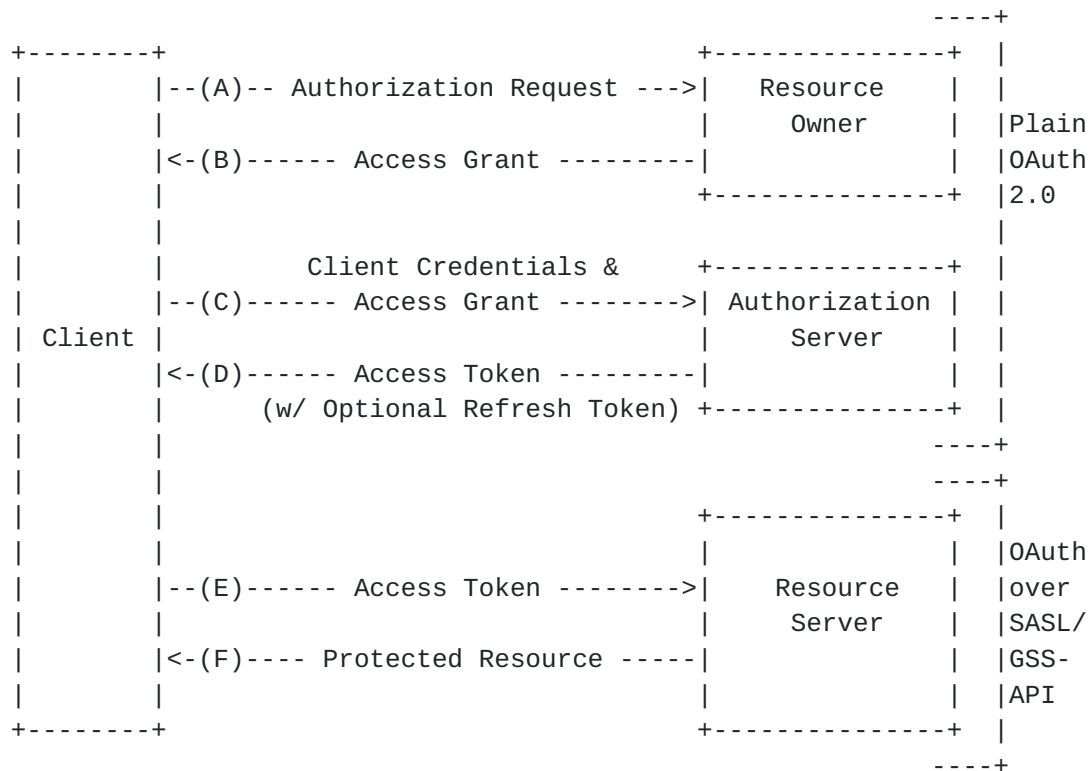 ----+
+--------+                                  +---------------+  |
|        |--(A)-- Authorization Request --->|   Resource    |  |
|        |                                  |     Owner     |  |Plain
|        |<-(B)------ Access Grant ---------|               |  |OAuth
|        |                                  +---------------+  |2.0
|        |                                                     |
|        |         Client Credentials &     +---------------+  |
|        |--(C)------ Access Grant -------->| Authorization |  |
| Client |                                  |     Server    |  |
|        |<-(D)------ Access Token ---------|               |  |
|        |      (w/ Optional Refresh Token) +---------------+  |
|        |                                                 ----+
|        |                                                 ----+
|        |                                  +---------------+  |
|        |                                  |               |  |OAuth
|        |--(E)------ Access Token -------->|    Resource   |  |over
|        |                                  |     Server    |  |SASL/
|        |<-(F)---- Protected Resource -----|               |  |GSS-
|        |                                  |               |  |API
+--------+                                  +---------------+  |
                                                           ----+